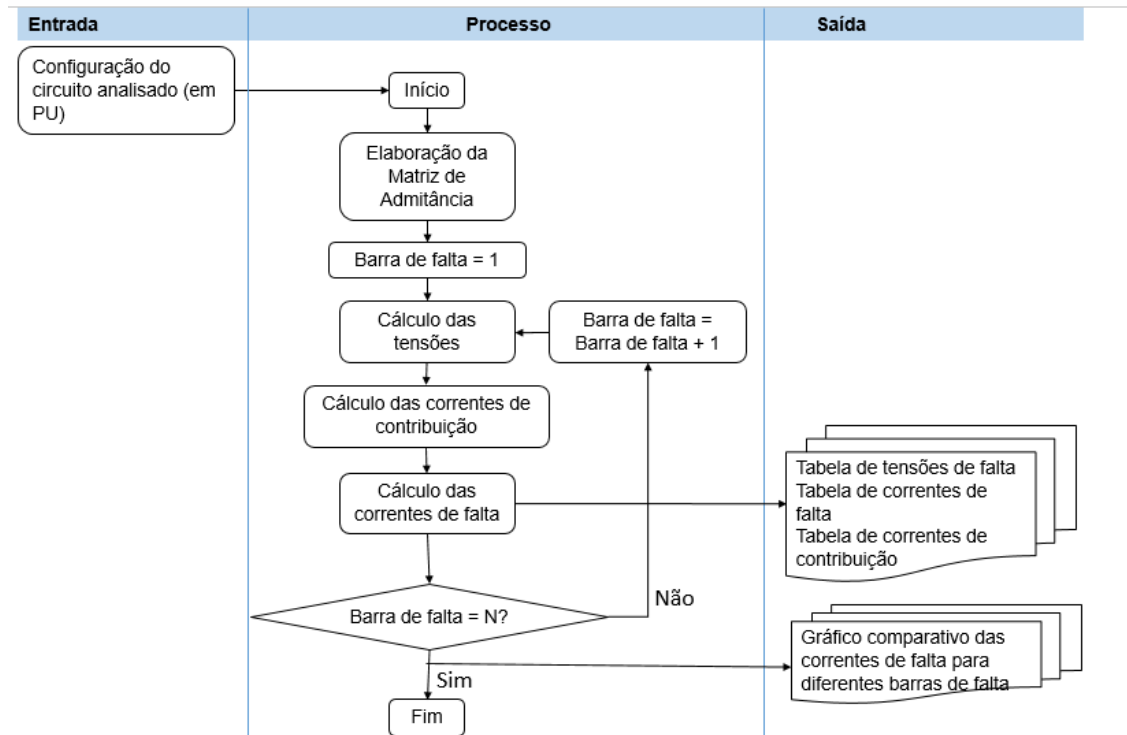 Entrada
Processo
Saída
Configuração do
circuito analisado (em
PU)
Início
Elaboração da
Matriz de
Admitância
Barra de falta = 1
Cálculo das
tensões
Barra de falta =
Barra de falta + 1
Cálculo das correntes de
contribuição
Cálculo das
correntes de falta
Tabela de tensões de falta
Tabela de correntes de
falta
Tabela de correntes de
contribuição
Barra de falta = N?
Não
Gráfico comparativo das
correntes de falta para
diferentes barras de falta
Sim
Fim